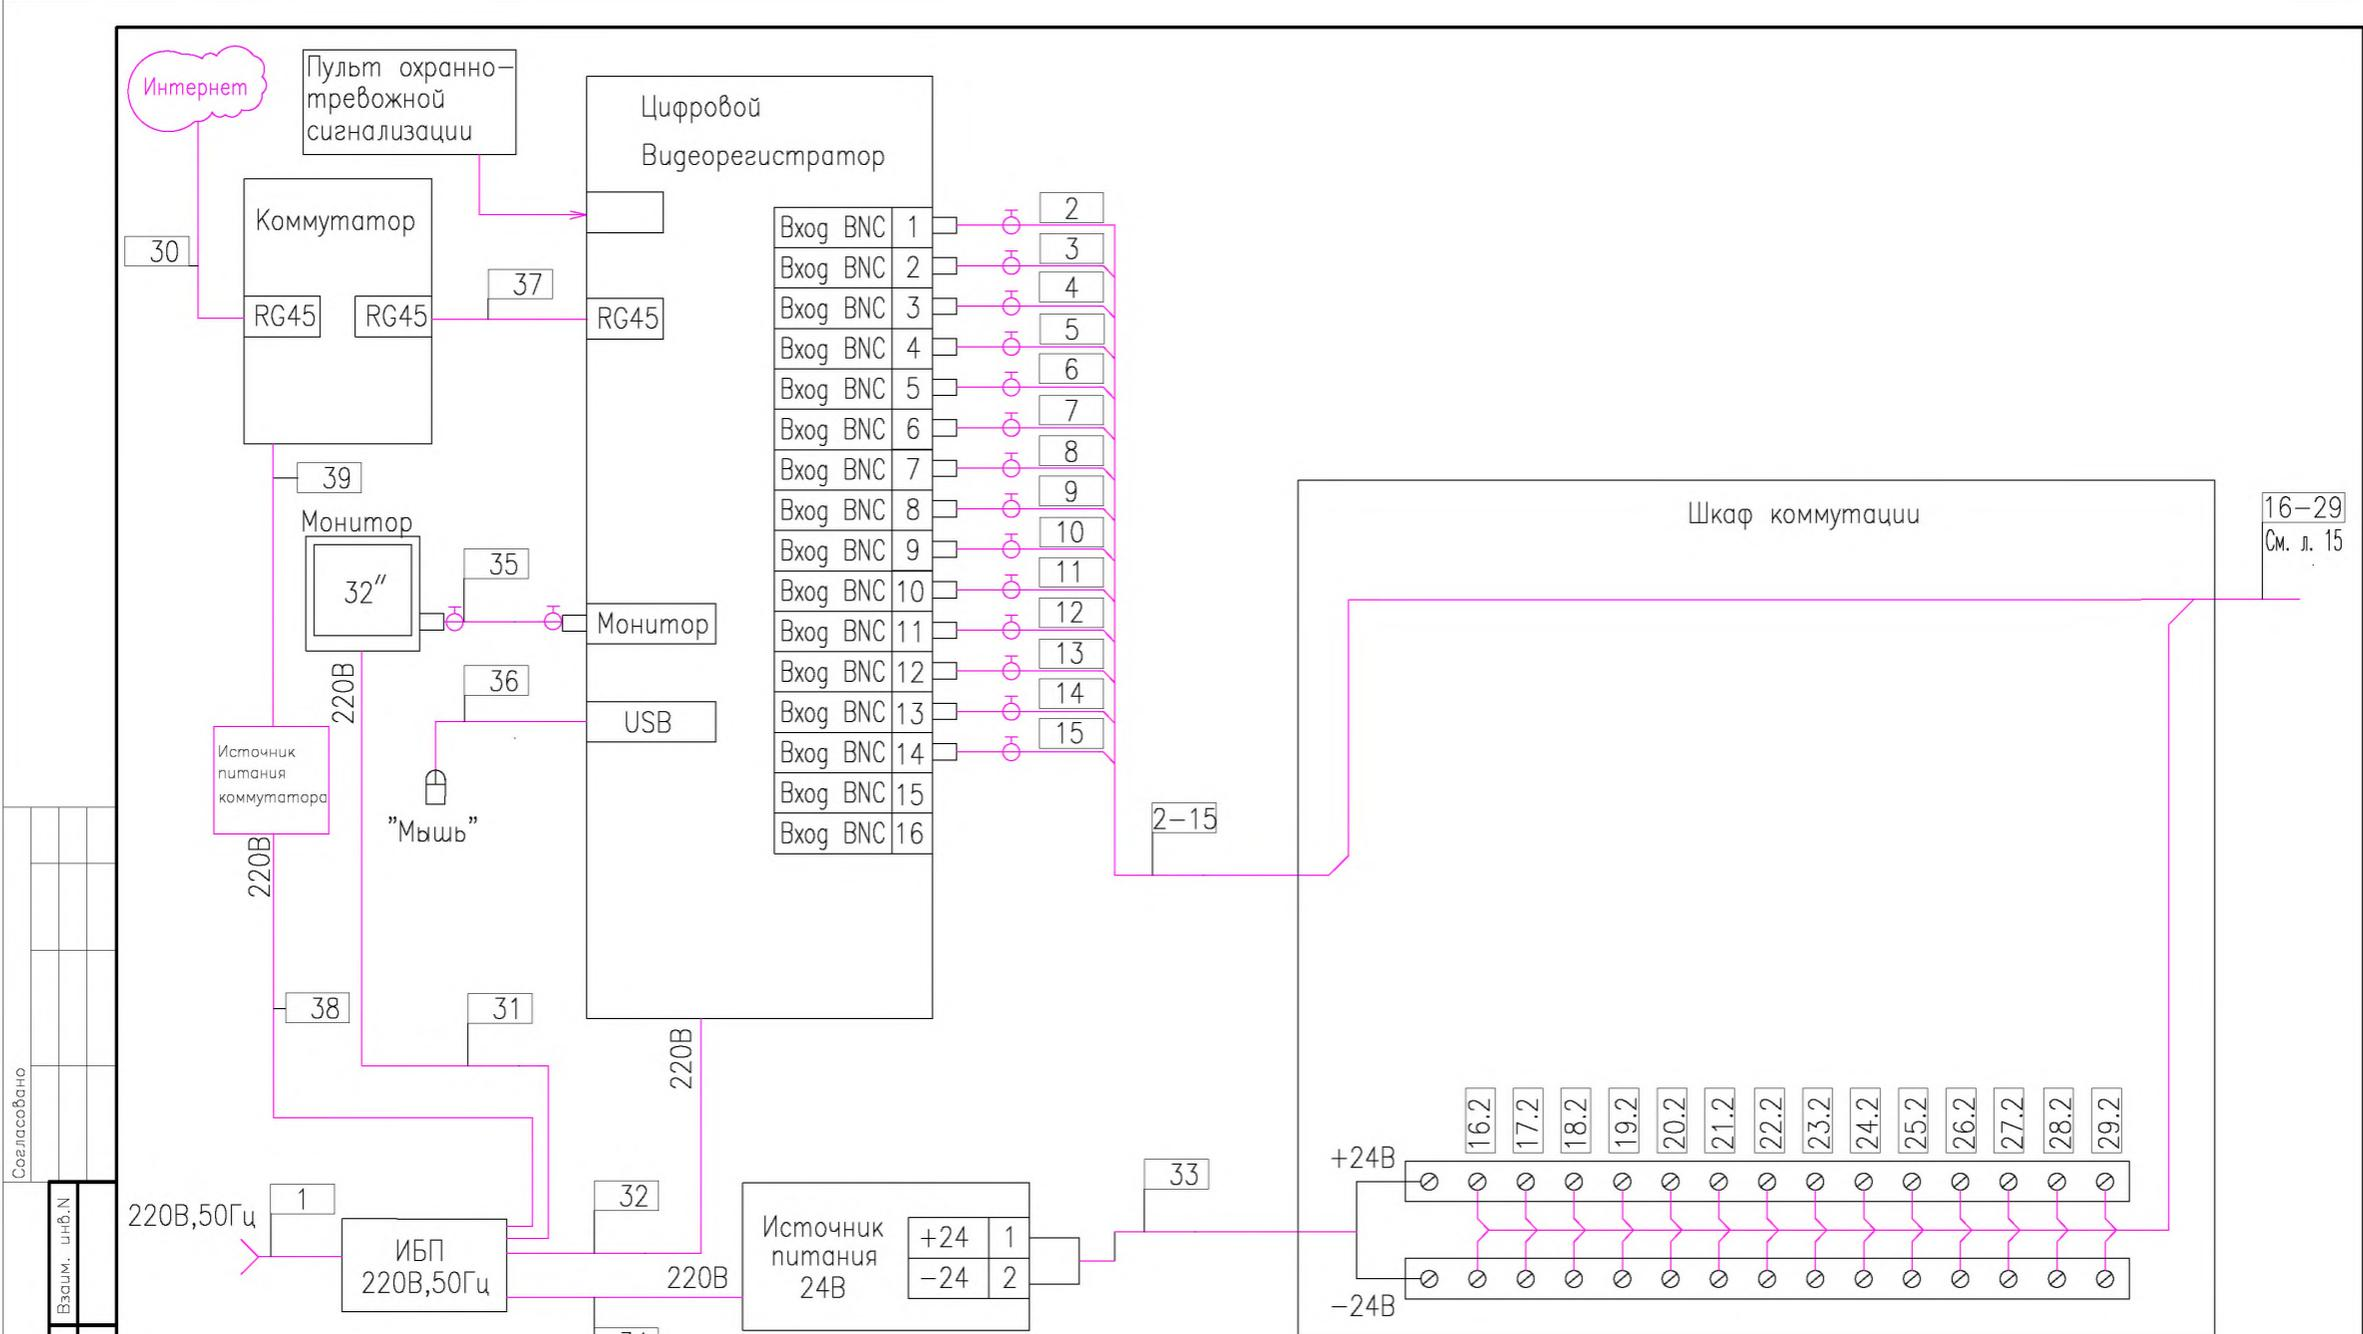 Интернет
Пульт охранно-
тревожной
сигнализации
Цифровой
Видеорегистратор
Коммутатор
30
RG45
RG45
37
RG45
Вход BNC 1
Вход BNC 2
Вход BNC 3
Вход BNC 4
Вход BNC 5
Вход BNC 6
Вход BNC 7
Вход BNC 8
Вход BNC 9
Вход BNC 10
Вход BNC 11
Вход BNC 12
Вход BNC 13
Вход BNC 14
Вход BNC 15
Вход BNC 16
2
3
4
5
6
7
8
9
10
11
12
13
14
15
39
Монитор
32"
35
Монитор
220В
36
USB
"Мышь"
Источник
питания
коммутатора
220В
38
31
220В
2-15
Шкаф коммутации
16-29
См. л. 15
16.2
17.2
18.2
19.2
20.2
21.2
22.2
23.2
24.2
25.2
26.2
27.2
28.2
29.2
+24В
-24В
33
220В,50Гц
1
ИБП
220В,50Гц
32
220В
Источник
питания
24В
+24 1
-24 2
Согласовано
Взаим. инв.N